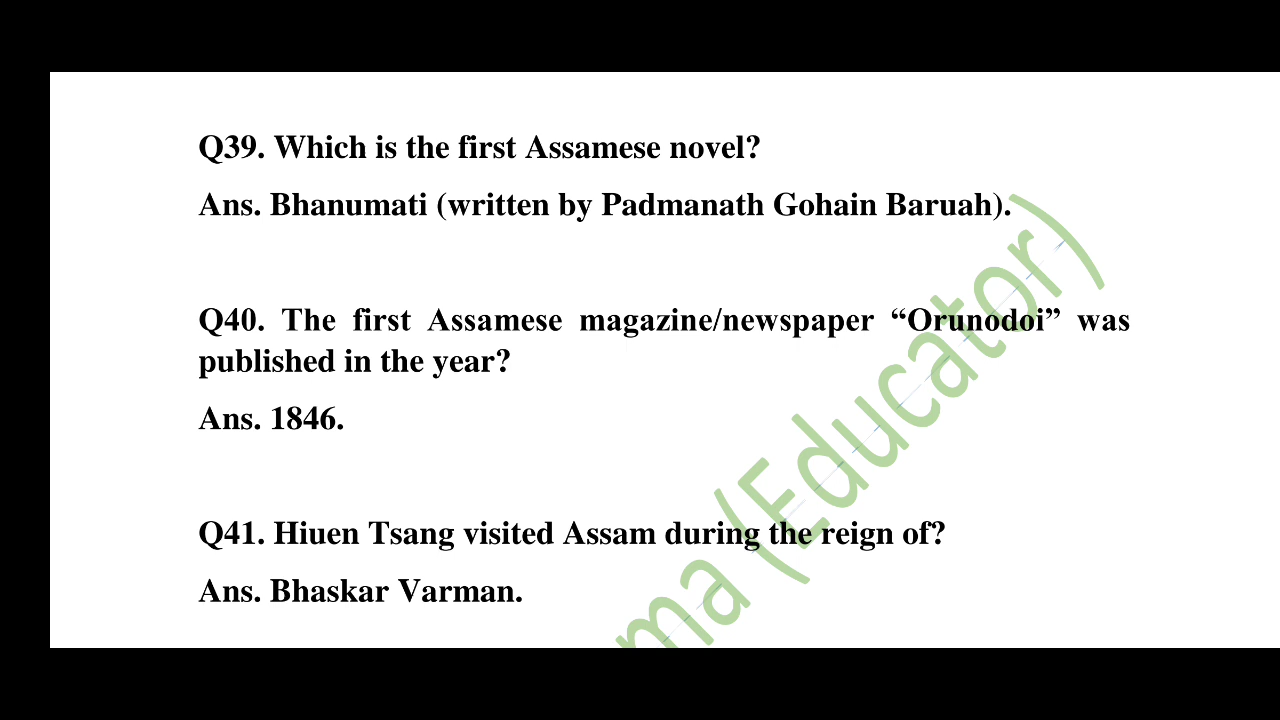 Q39. Which is the first Assamese novel?
Ans. Bhanumati (written by Padmanath Gohain Baruah).
Q40. The first Assamese magazine/newspaper “Orunodoi” was
published in the year?
Ans. 1846.
Q41. Hiuen Tsang visited Assam during the reign of?
Ans. Bhaskar Varman.
ma (Educator)